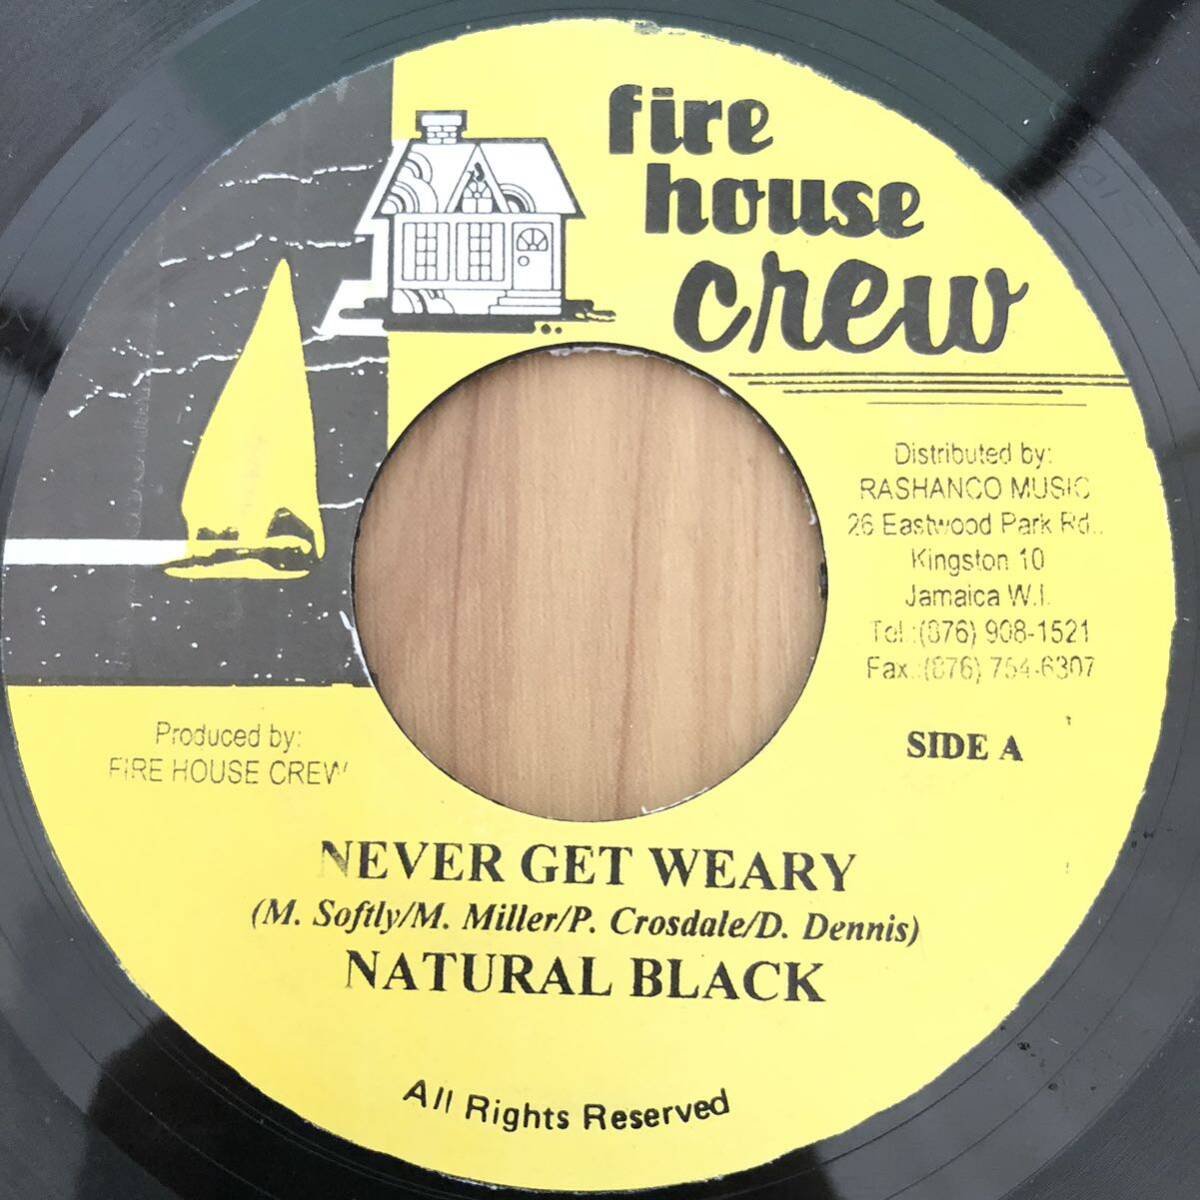 fire
house
crew
Distributed by:
RASHANCO MUSIC
26 Eastwood Park Rd.,
Kingston 10
Jamaica W.I.
Tel :(876) 908-1521
Fax.:(876) 754-6307
SIDE A
Produced by:
FIRE HOUSE CREW
NEVER GET WEARY
(M. Softly/M. Miller/P. Crosdale/D. Dennis)
NATURAL BLACK
All Rights Reserved